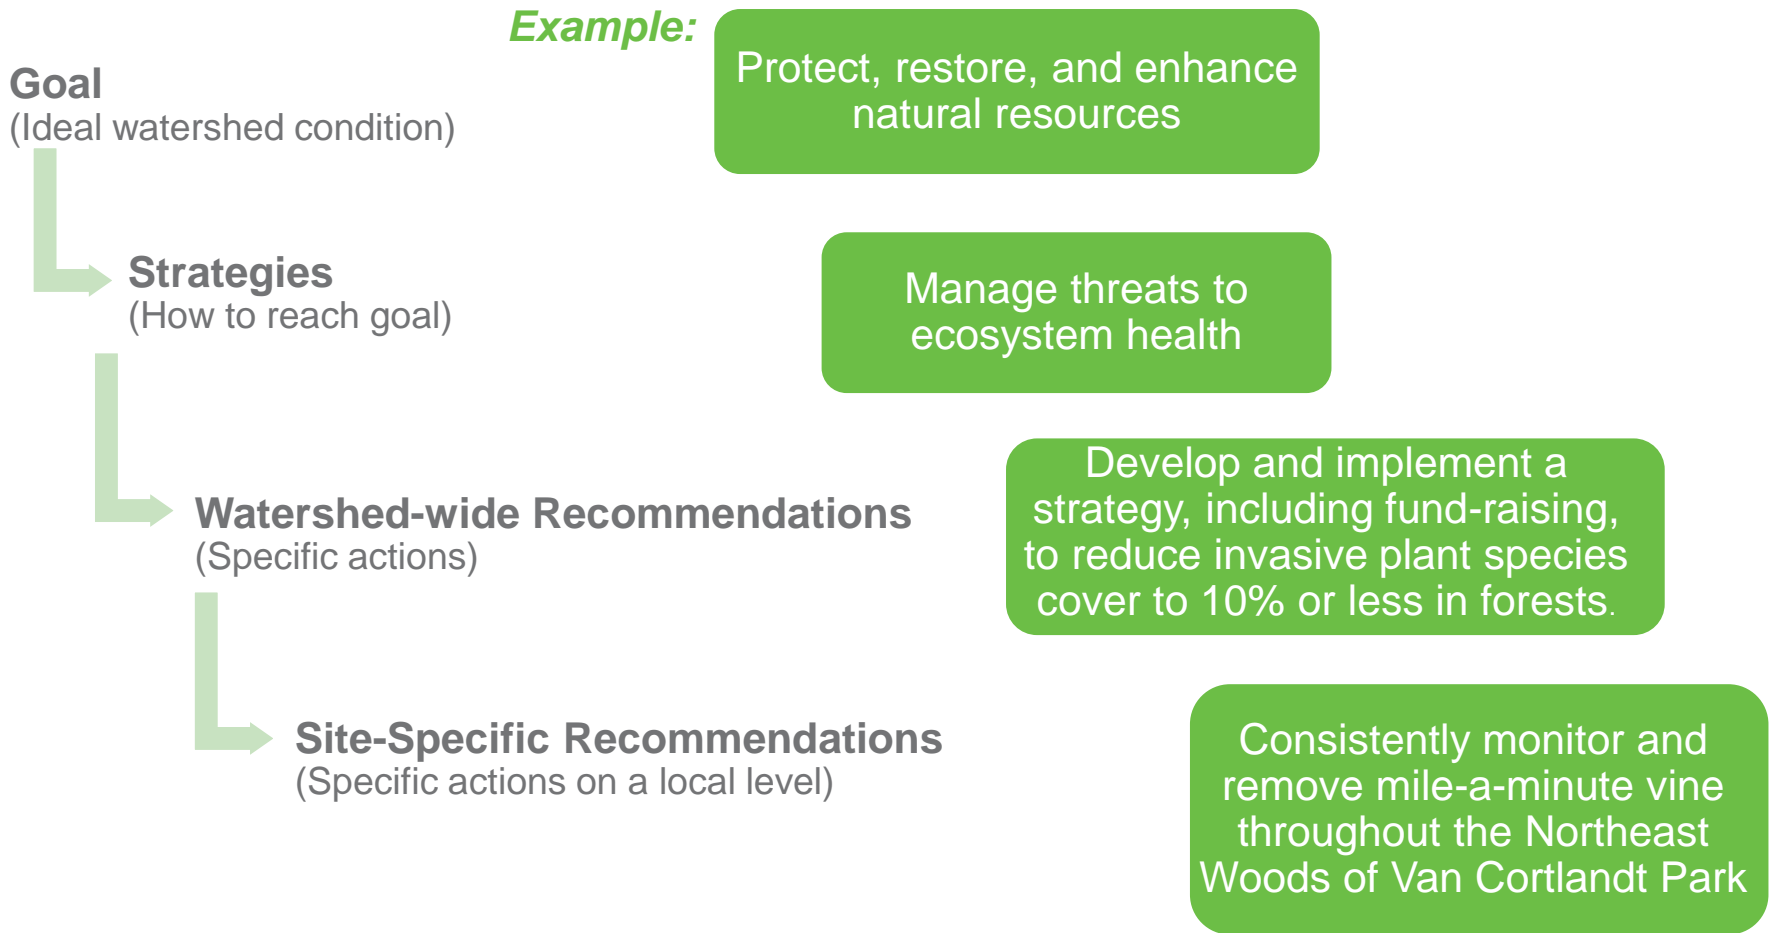 Example:
Goal
(Ideal watershed condition)
Protect, restore, and enhance
natural resources
Strategies
(How to reach goal)
Manage threats to
ecosystem health
Watershed-wide Recommendations
(Specific actions)
Develop and implement a
strategy, including fund-raising,
to reduce invasive plant species
cover to 10% or less in forests.
Site-Specific Recommendations
(Specific actions on a local level)
Consistently monitor and
remove mile-a-minute vine
throughout the Northeast
Woods of Van Cortlandt Park